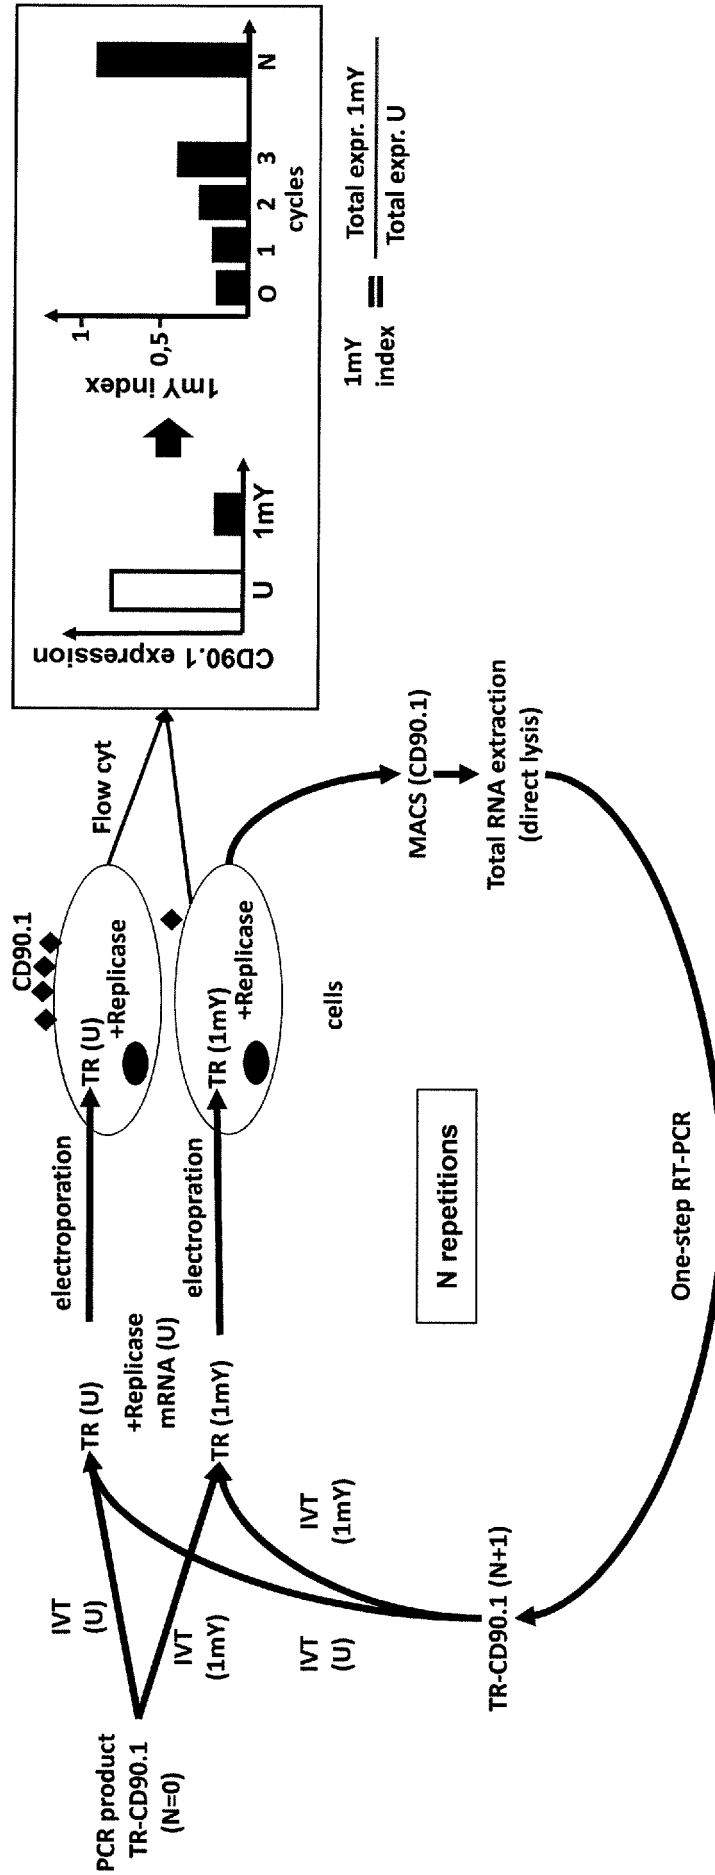 PCR product
TR-CD90.1
(N=0)
IVT
(U)
IVT
(1mY)
IVT
(U)
IVT
(1mY)
TR-CD90.1 (N+1)
TR (U)
+Replicase
mRNA (U)
TR (1mY)
electroporation
electropration
N repetitions
One-step RT-PCR
CD90.1
TR (U)
+Replicase
TR (1mY)
+Replicase
cells
Flow cyt
MACS (CD90.1)
Total RNA extraction
(direct lysis)
CD90.1 expression
U
1mY
1mY index
1
0,5
O
1
2
3
N
cycles
1mY
index
=
Total expr. 1mY
Total expr. U